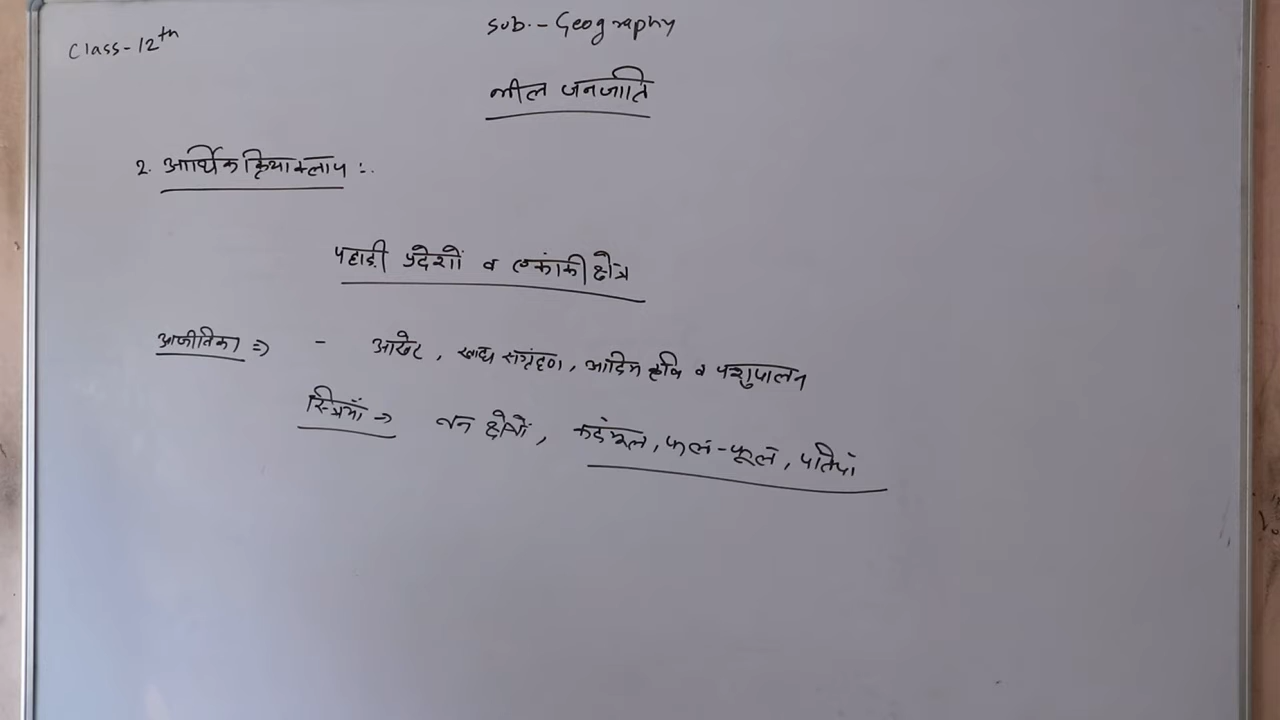 Class-12th
Sub.- Geography
भील जनजाति
2. आर्थिक क्रियाकलाप :-
पहाड़ी प्रदेशों व एकांकी क्षेत्र
आजीविका ⇒ - आखेट, खाद्य संग्रहण, आदिम कृषि व पशुपालन
स्त्रियाँ ⇒ वन क्षेत्रों, कंदमूल, फल-फूल, पतियां